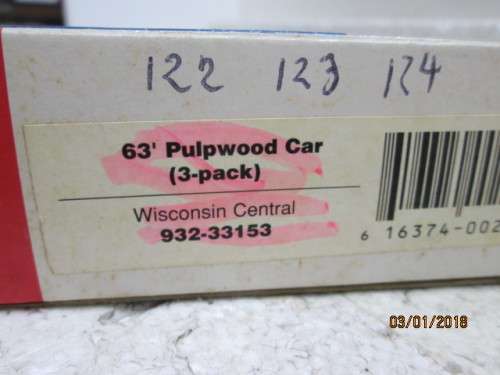 122 123 124
63' Pulpwood Car
(3-pack)
Wisconsin Central
932-33153
6 16374-002
03/01/2018